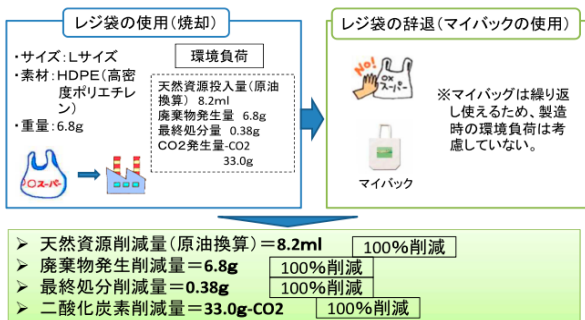 レジ袋の使用(焼却)
・サイズ:Lサイズ
・素材:HDPE(高密
度ポリエチレ
ン)
・重量:6.8g
○スーパー
環境負荷
天然資源投入量(原油
換算) 8.2ml
廃棄物発生量 6.8g
最終処分量 0.38g
CO2発生量-CO2
33.0g
レジ袋の辞退(マイバックの使用)
No!
○×
スーパー
マイバック
※マイバッグは繰り返
し使えるため、製造
時の環境負荷は考
慮していない。
➢ 天然資源削減量(原油換算)=8.2ml 100%削減
➢ 廃棄物発生削減量=6.8g 100%削減
➢ 最終処分削減量=0.38g 100%削減
➢ 二酸化炭素削減量=33.0g-CO2 100%削減